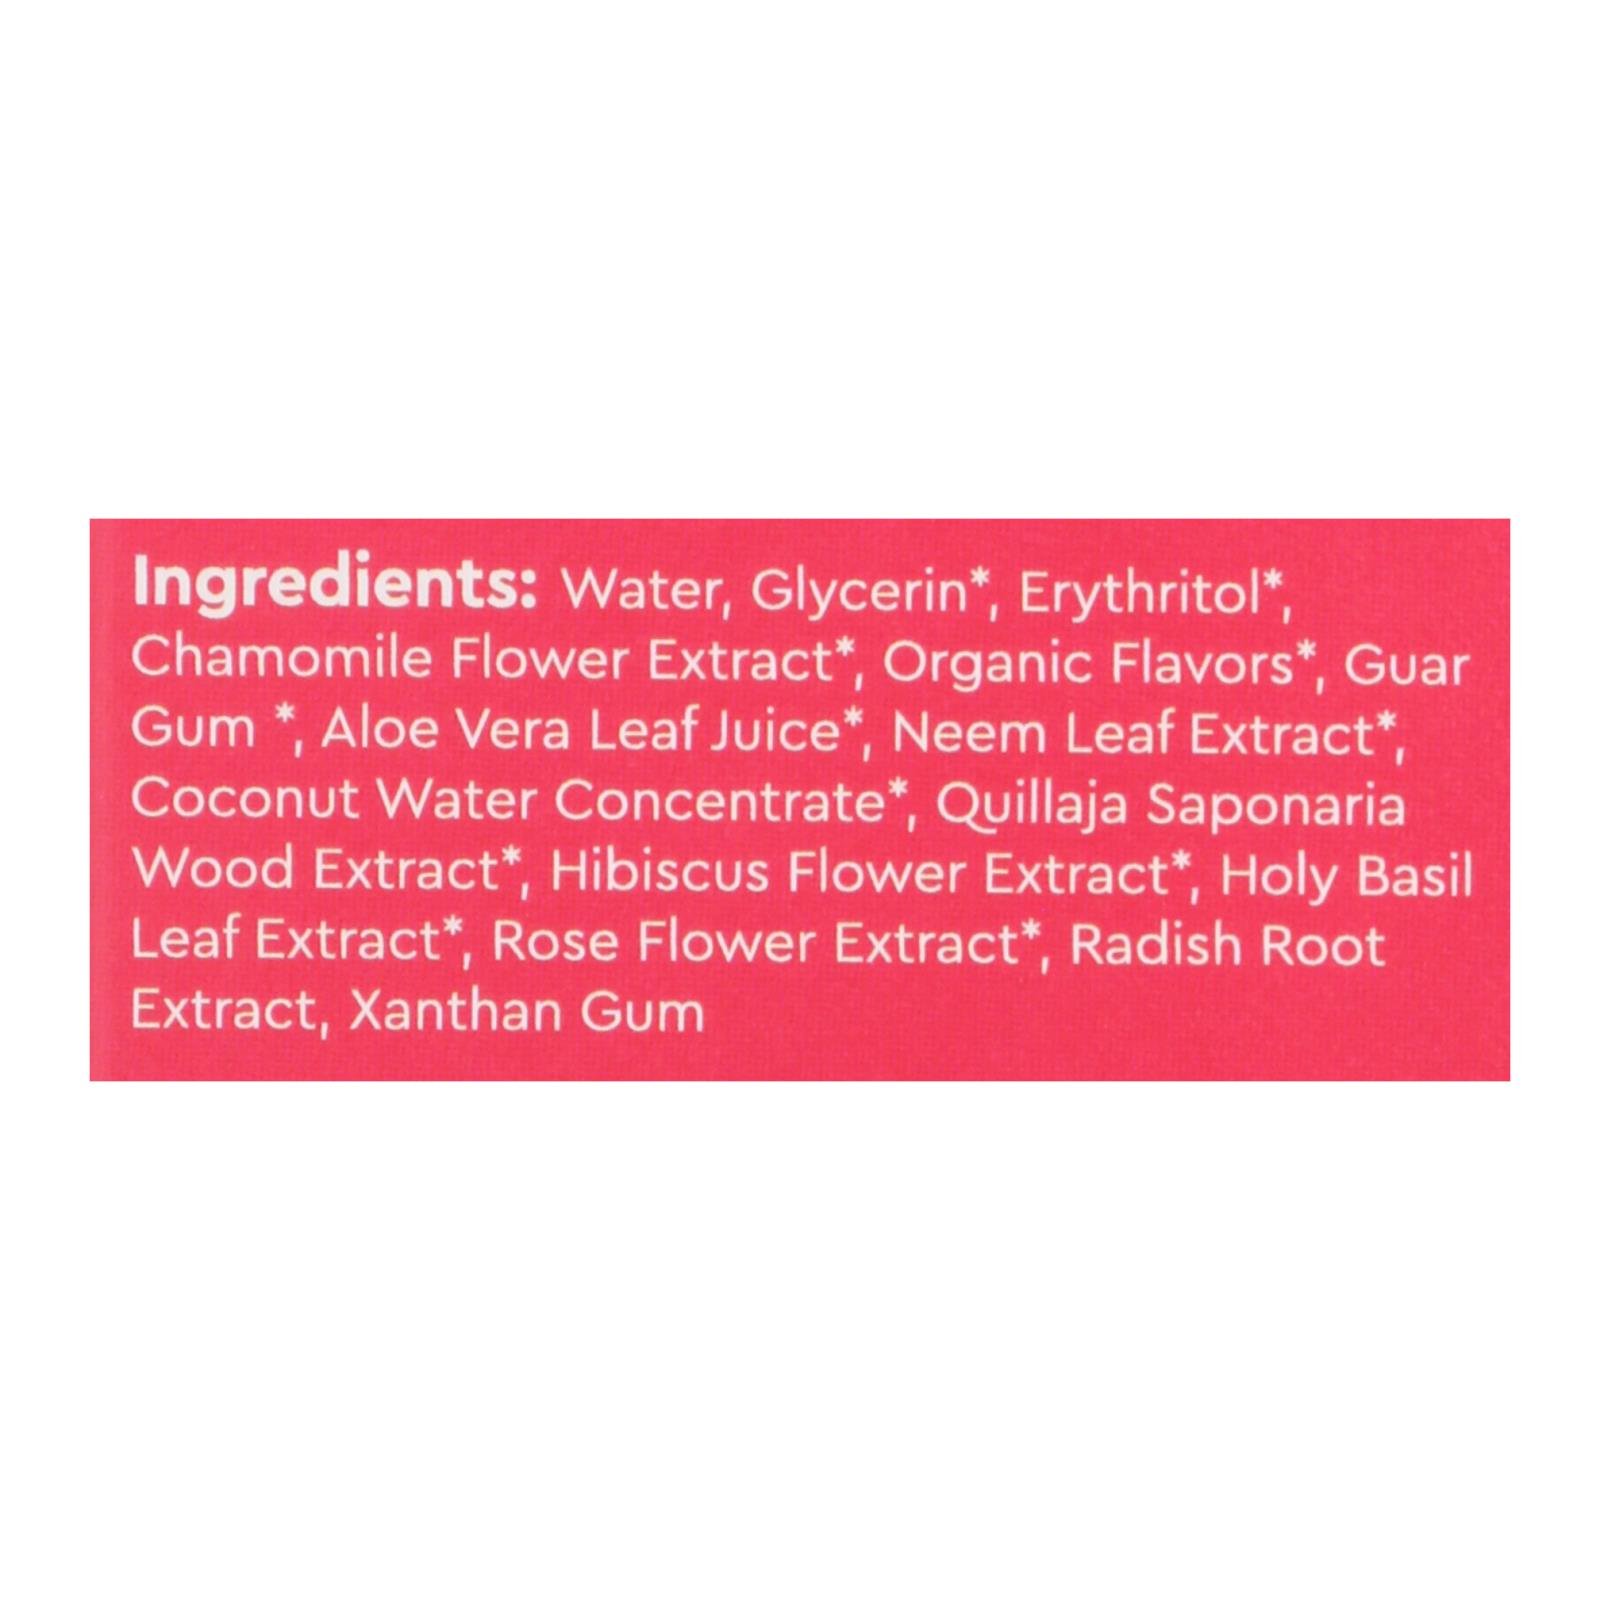 Ingredients: Water, Glycerin*, Erythritol*,
Chamomile Flower Extract*, Organic Flavors*, Guar
Gum *, Aloe Vera Leaf Juice*, Neem Leaf Extract*,
Coconut Water Concentrate*, Quillaja Saponaria
Wood Extract*, Hibiscus Flower Extract*, Holy Basil
Leaf Extract*, Rose Flower Extract*, Radish Root
Extract, Xanthan Gum